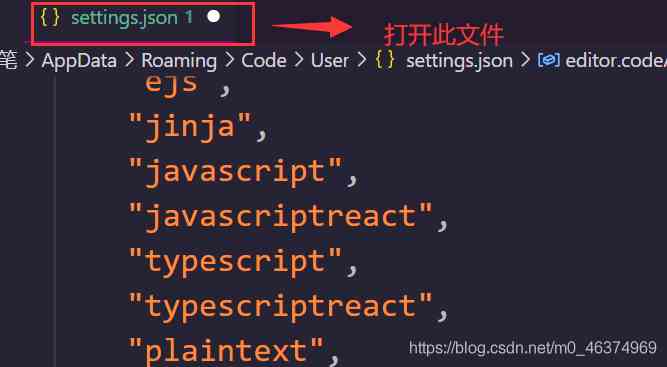 { } settings.json 1
打开此文件
笔 > AppData > Roaming > Code > User > { } settings.json > editor.code
"ejs",
"jinja",
"javascript",
"javascriptreact",
"typescript",
"typescriptreact",
"plaintext",
https://blog.csdn.net/m0_46374969